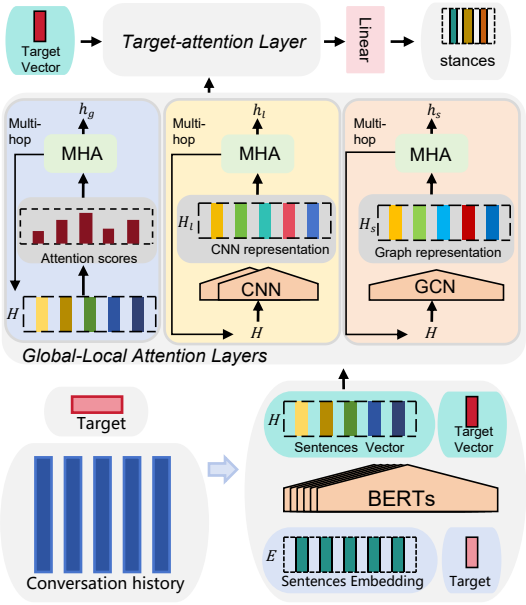 Target
Vector
Target-attention Layer
Linear
stances
h_g
Multi-
hop
MHA
Attention scores
H
h_l
Multi-
hop
MHA
H_l
CNN representation
CNN
H
h_s
Multi-
hop
MHA
H_s
Graph representation
GCN
H
Global-Local Attention Layers
Target
Conversation history
H
Sentences Vector
Target
Vector
BERTs
E
Sentences Embedding
Target